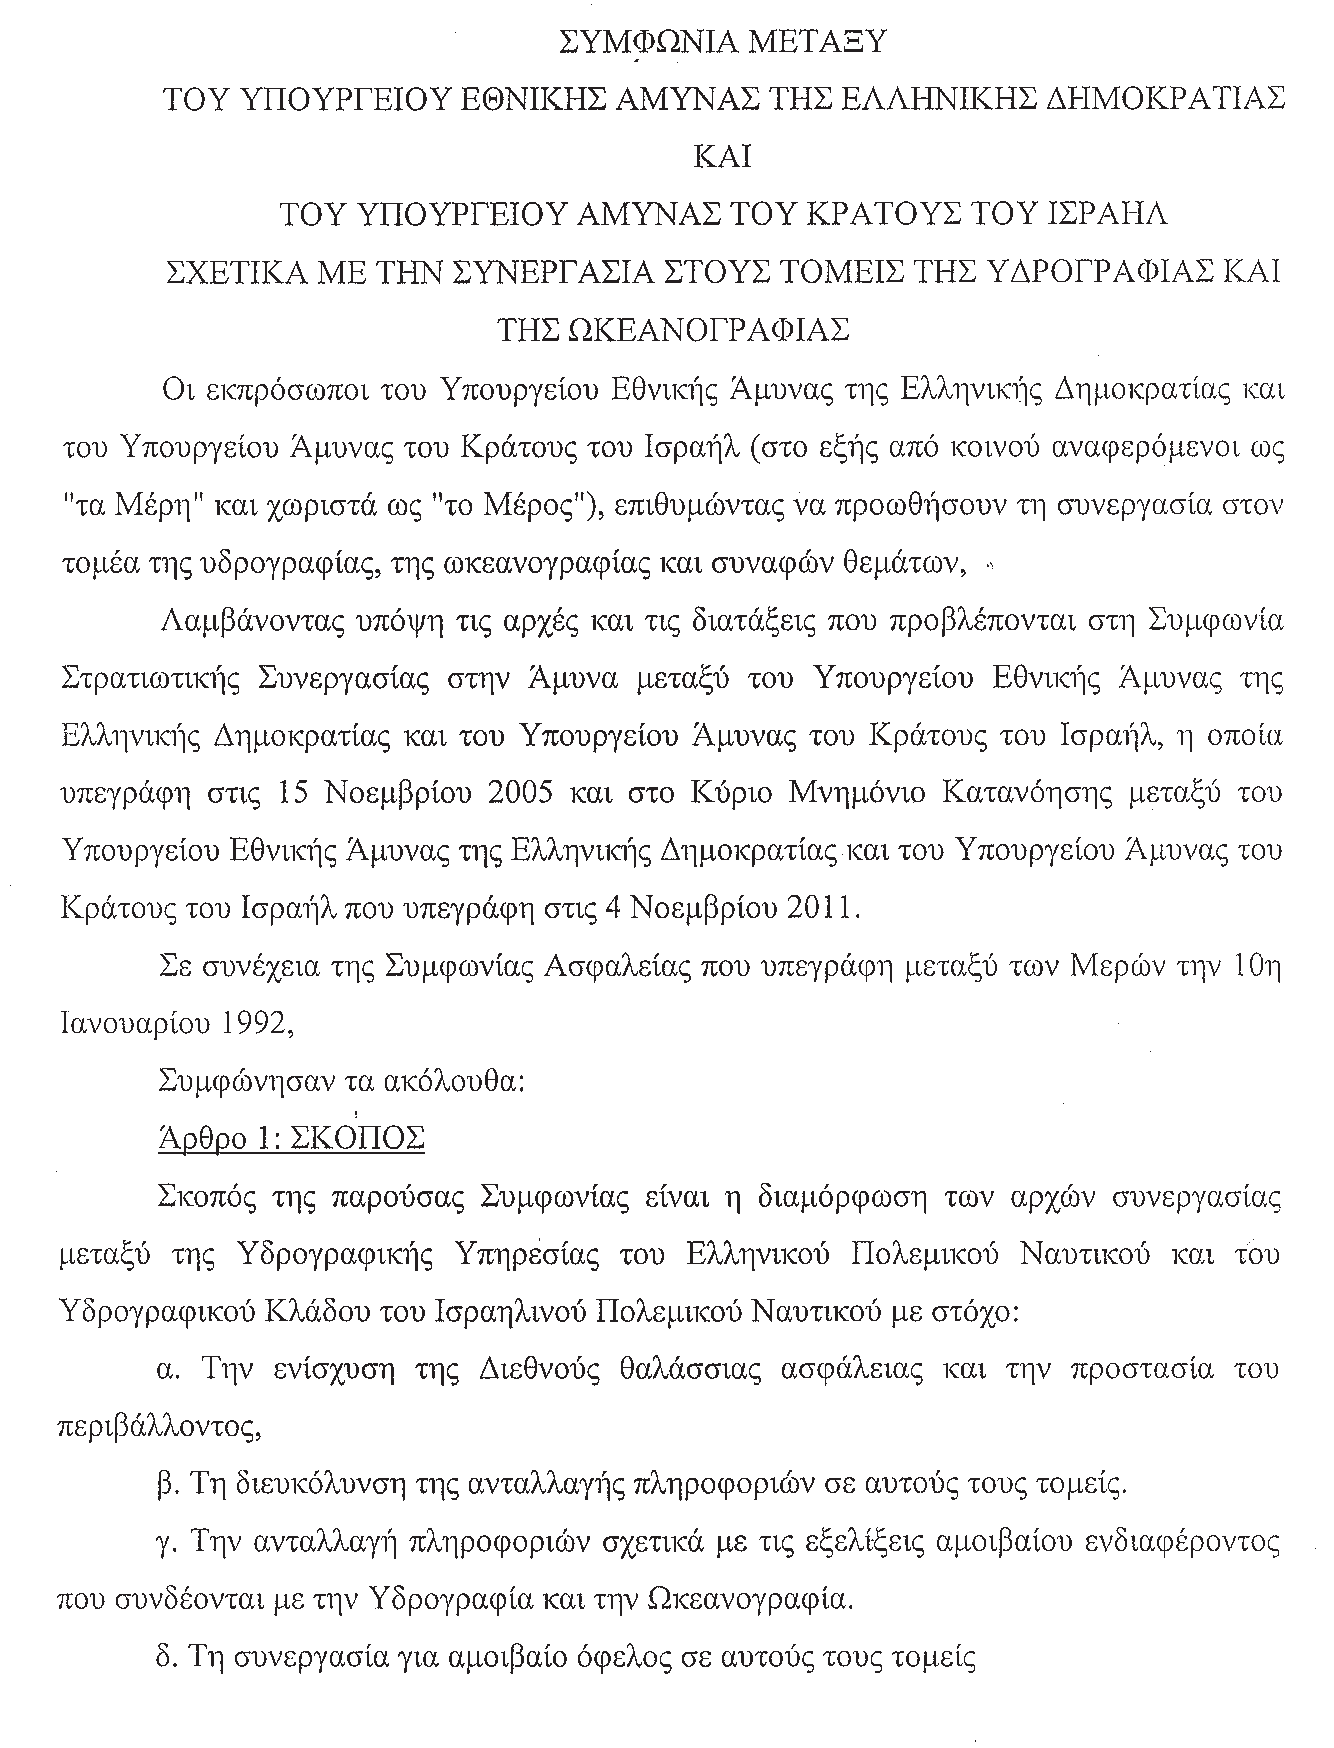 ΣΥΜΦΩΝΙΑ ΜΕΤΑΞΥ
ΤΟΥ ΥΠΟΥΡΓΕΙΟΥ ΕΘΝΙΚΗΣ ΑΜΥΝΑΣ ΤΗΣ ΕΛΛΗΝΙΚΗΣ ΔΗΜΟΚΡΑΤΙΑΣ
ΚΑΙ
ΤΟΥ ΥΠΟΥΡΓΕΙΟΥ ΑΜΥΝΑΣ ΤΟΥ ΚΡΑΤΟΥΣ ΤΟΥ ΙΣΡΑΗΛ
ΣΧΕΤΙΚΑ ΜΕ ΤΗΝ ΣΥΝΕΡΓΑΣΙΑ ΣΤΟΥΣ ΤΟΜΕΙΣ ΤΗΣ ΥΔΡΟΓΡΑΦΙΑΣ ΚΑΙ
ΤΗΣ ΩΚΕΑΝΟΓΡΑΦΙΑΣ
Οι εκπρόσωποι του Υπουργείου Εθνικής Άμυνας της Ελληνικής Δημοκρατίας και
του Υπουργείου Άμυνας του Κράτους του Ισραήλ (στο εξής από κοινού αναφερόμενοι ως
"τα Μέρη" και χωριστά ως "το Μέρος"), επιθυμώντας να προωθήσουν τη συνεργασία στον
τομέα της υδρογραφίας, της ωκεανογραφίας και συναφών θεμάτων,
Λαμβάνοντας υπόψη τις αρχές και τις διατάξεις που προβλέπονται στη Συμφωνία
Στρατιωτικής Συνεργασίας στην Άμυνα μεταξύ του Υπουργείου Εθνικής Άμυνας της
Ελληνικής Δημοκρατίας και του Υπουργείου Άμυνας του Κράτους του Ισραήλ, η οποία
υπεγράφη στις 15 Νοεμβρίου 2005 και στο Κύριο Μνημόνιο Κατανόησης μεταξύ του
Υπουργείου Εθνικής Άμυνας της Ελληνικής Δημοκρατίας και του Υπουργείου Άμυνας του
Κράτους του Ισραήλ που υπεγράφη στις 4 Νοεμβρίου 2011.
Σε συνέχεια της Συμφωνίας Ασφαλείας που υπεγράφη μεταξύ των Μερών την 10η
Ιανουαρίου 1992,
Συμφώνησαν τα ακόλουθα:
Άρθρο 1: ΣΚΟΠΟΣ
Σκοπός της παρούσας Συμφωνίας είναι η διαμόρφωση των αρχών συνεργασίας
μεταξύ της Υδρογραφικής Υπηρεσίας του Ελληνικού Πολεμικού Ναυτικού και του
Υδρογραφικού Κλάδου του Ισραηλινού Πολεμικού Ναυτικού με στόχο:
α. Την ενίσχυση της Διεθνούς θαλάσσιας ασφάλειας και την προστασία του
περιβάλλοντος,
β. Τη διευκόλυνση της ανταλλαγής πληροφοριών σε αυτούς τους τομείς.
γ. Την ανταλλαγή πληροφοριών σχετικά με τις εξελίξεις αμοιβαίου ενδιαφέροντος
που συνδέονται με την Υδρογραφία και την Ωκεανογραφία.
δ. Τη συνεργασία για αμοιβαίο όφελος σε αυτούς τους τομείς